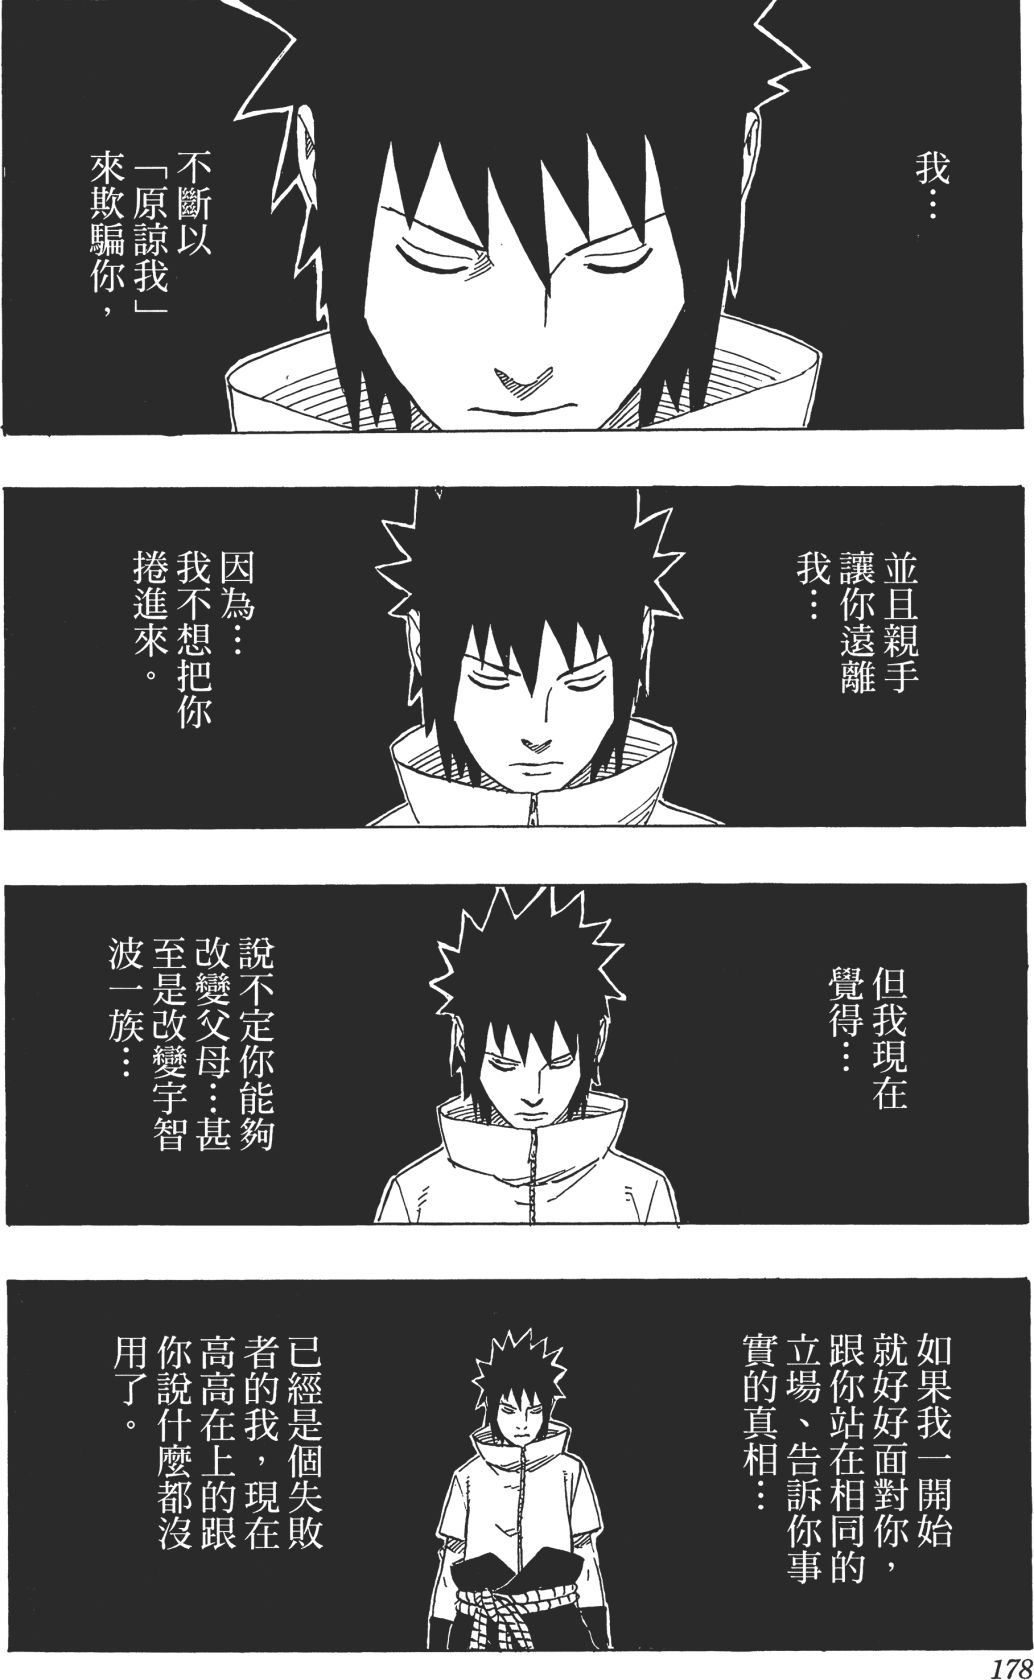 我…
不斷以
「原諒我」
來欺騙你，
並且親手
讓你遠離
我…
因為…
我不想把你
捲進來。
但我現在
覺得…
說不定你能夠
改變父母…甚
至是改變宇智
波一族…
如果我一開始
就好好面對你，
跟你站在相同的
立場、告訴你事
實的真相…
已經是個失敗
者的我，現在
高高在上的跟
你說什麼都沒
用了。
178